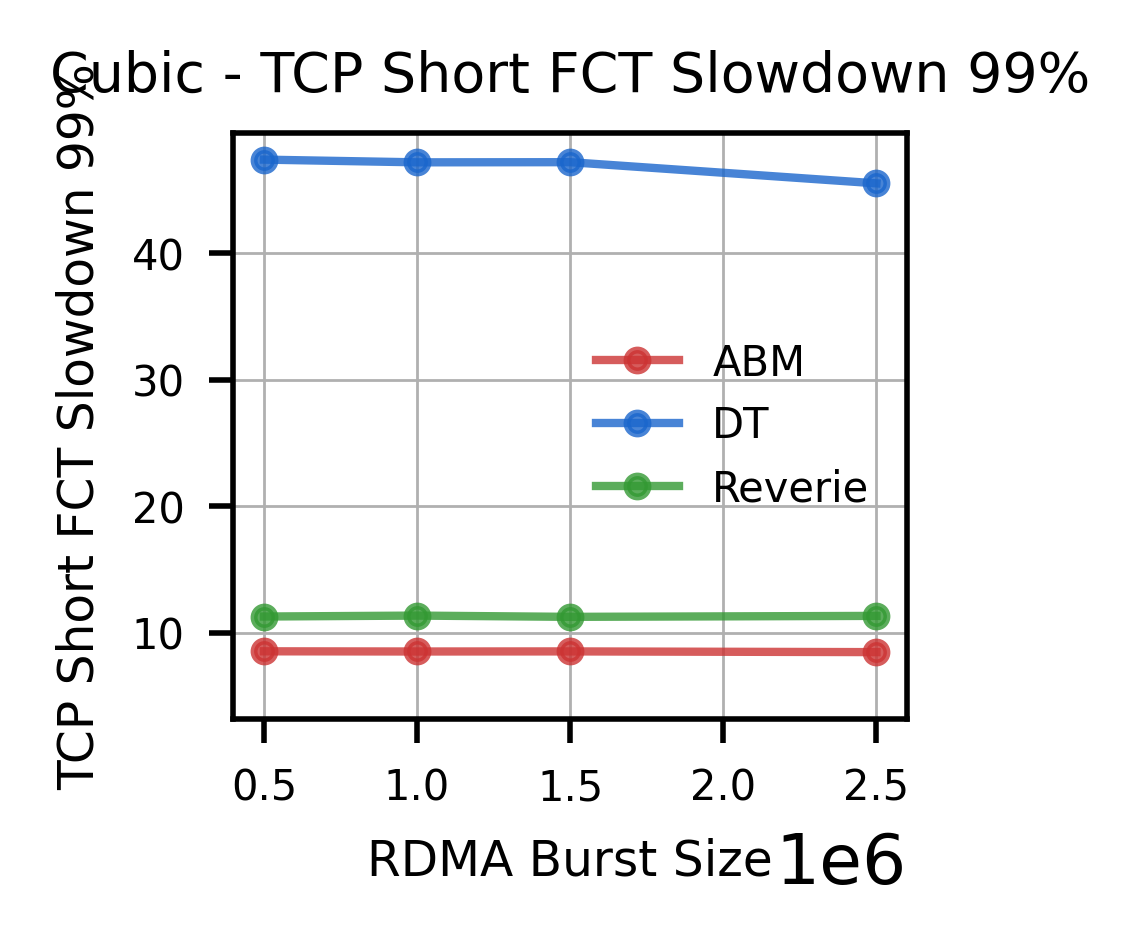 Cubic - TCP Short FCT Slowdown 99%
TCP Short FCT Slowdown 99%
40
30
20
10
ABM
DT
Reverie
0.5 1.0 1.5 2.0 2.5
RDMA Burst Size 1e6